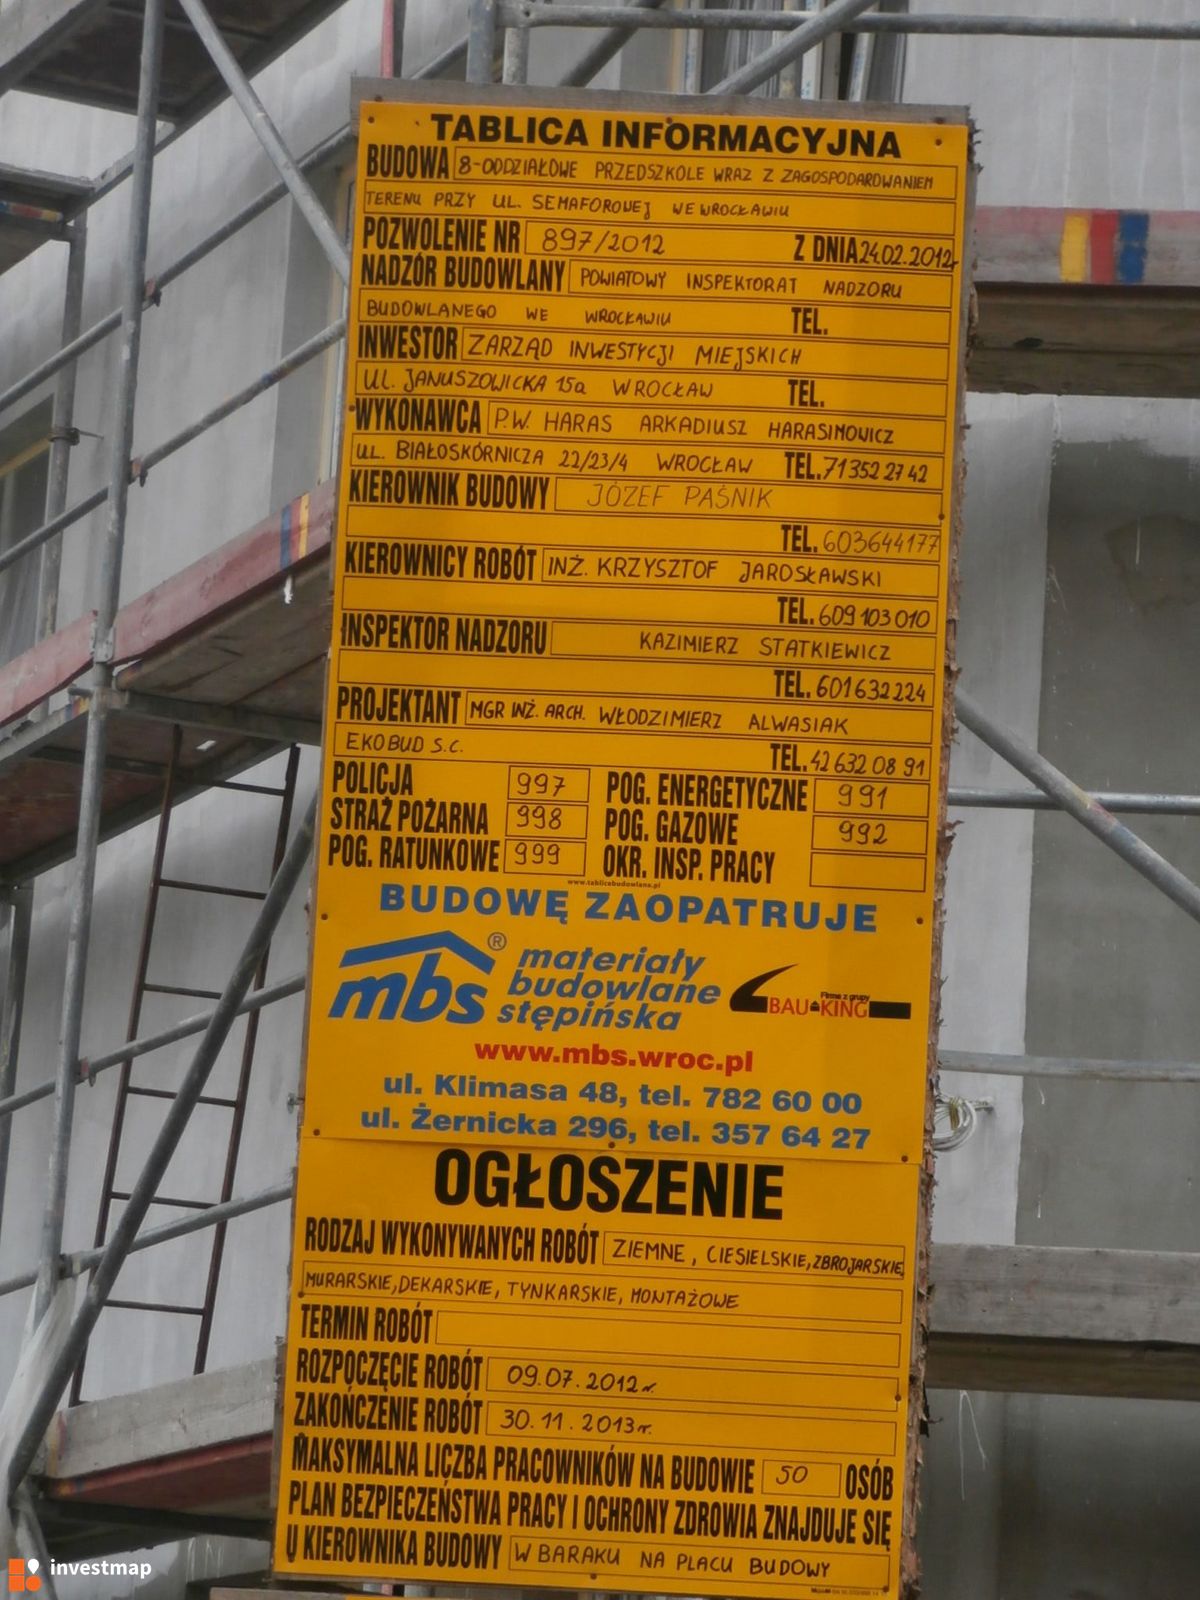 TABLICA INFORMACYJNA
BUDOWA 8-ODDZIAŁOWE PRZEDSZKOLE WRAZ Z ZAGOSPODAROWANIEM
TERENU PRZY UL. SEMAFOROWEJ WE WROCŁAWIU
POZWOLENIE NR 897/2012 Z DNIA 24.02.2012r
NADZÓR BUDOWLANY POWIATOWY INSPEKTORAT NADZORU
BUDOWLANEGO WE WROCŁAWIU TEL.
INWESTOR ZARZĄD INWESTYCJI MIEJSKICH
UL. JANUSZOWICKA 15a WROCŁAW TEL.
WYKONAWCA P.W. HARAS ARKADIUSZ HARASIMOWICZ
UL. BIAŁOSKÓRNICZA 22/23/4 WROCŁAW TEL. 71 352 27 42
KIEROWNIK BUDOWY JÓZEF PAŚNIK
TEL. 603644177
KIEROWNICY ROBÓT INŻ. KRZYSZTOF JAROSŁAWSKI
TEL. 609 103 010
INSPEKTOR NADZORU KAZIMIERZ STATKIEWICZ
TEL. 601632224
PROJEKTANT MGR INŻ. ARCH. WŁODZIMIERZ ALWASIAK
EKOBUD S.C. TEL. 42 632 08 91
POLICJA 997 POG. ENERGETYCZNE 991
STRAŻ POŻARNA 998 POG. GAZOWE 992
POG. RATUNKOWE 999 OKR. INSP. PRACY
www.tablicebudowlana.pl
BUDOWĘ ZAOPATRUJE
mbs ® materiały
budowlane
stępińska
Firma z grupy
BAU KING
www.mbs.wroc.pl
ul. Klimasa 48, tel. 782 60 00
ul. Żernicka 296, tel. 357 64 27
OGŁOSZENIE
RODZAJ WYKONYWANYCH ROBÓT ZIEMNE, CIESIELSKIE, ZBROJARSKIE,
MURARSKIE, DEKARSKIE, TYNKARSKIE, MONTAŻOWE
TERMIN ROBÓT
ROZPOCZĘCIE ROBÓT 09.07.2012r.
ZAKOŃCZENIE ROBÓT 30.11.2013r.
MAKSYMALNA LICZBA PRACOWNIKÓW NA BUDOWIE 50 OSÓB
PLAN BEZPIECZEŃSTWA PRACY I OCHRONY ZDROWIA ZNAJDUJE SIĘ
U KIEROWNIKA BUDOWY W BARAKU NA PLACU BUDOWY
investmap